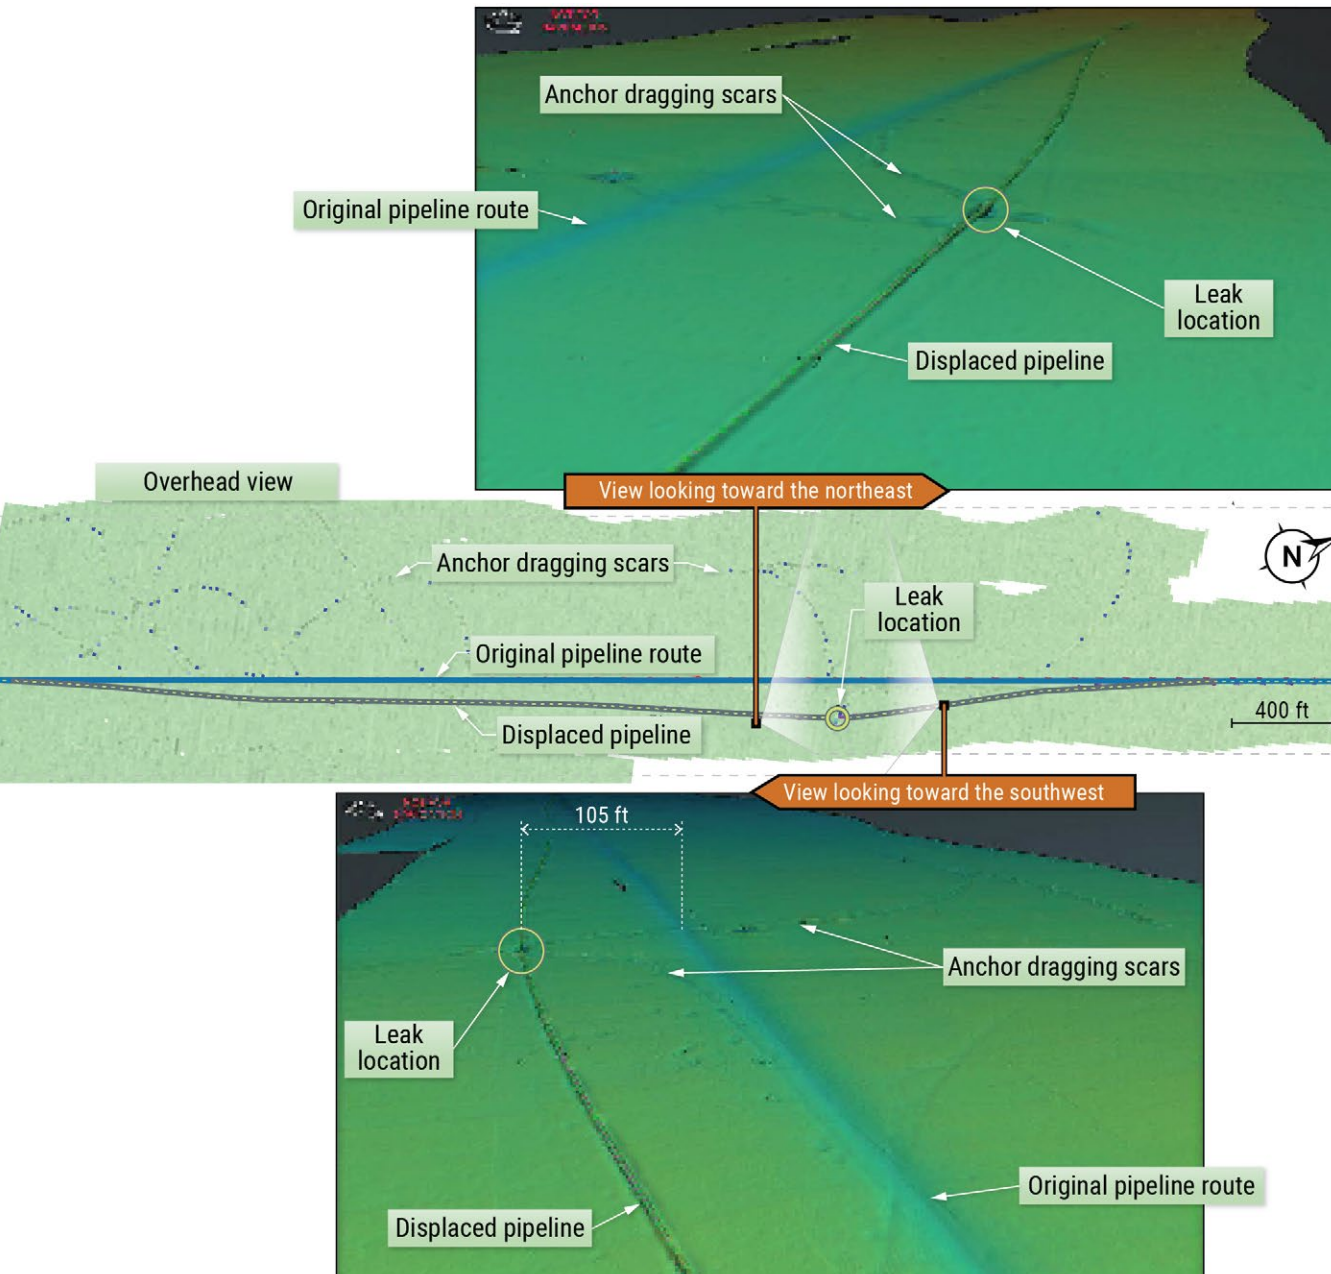 Anchor dragging scars
Original pipeline route
Leak
location
Displaced pipeline
View looking toward the northeast
Overhead view
N
Anchor dragging scars
Leak
location
Original pipeline route
400 ft
Displaced pipeline
View looking toward the southwest
105 ft
Anchor dragging scars
Leak
location
Original pipeline route
Displaced pipeline